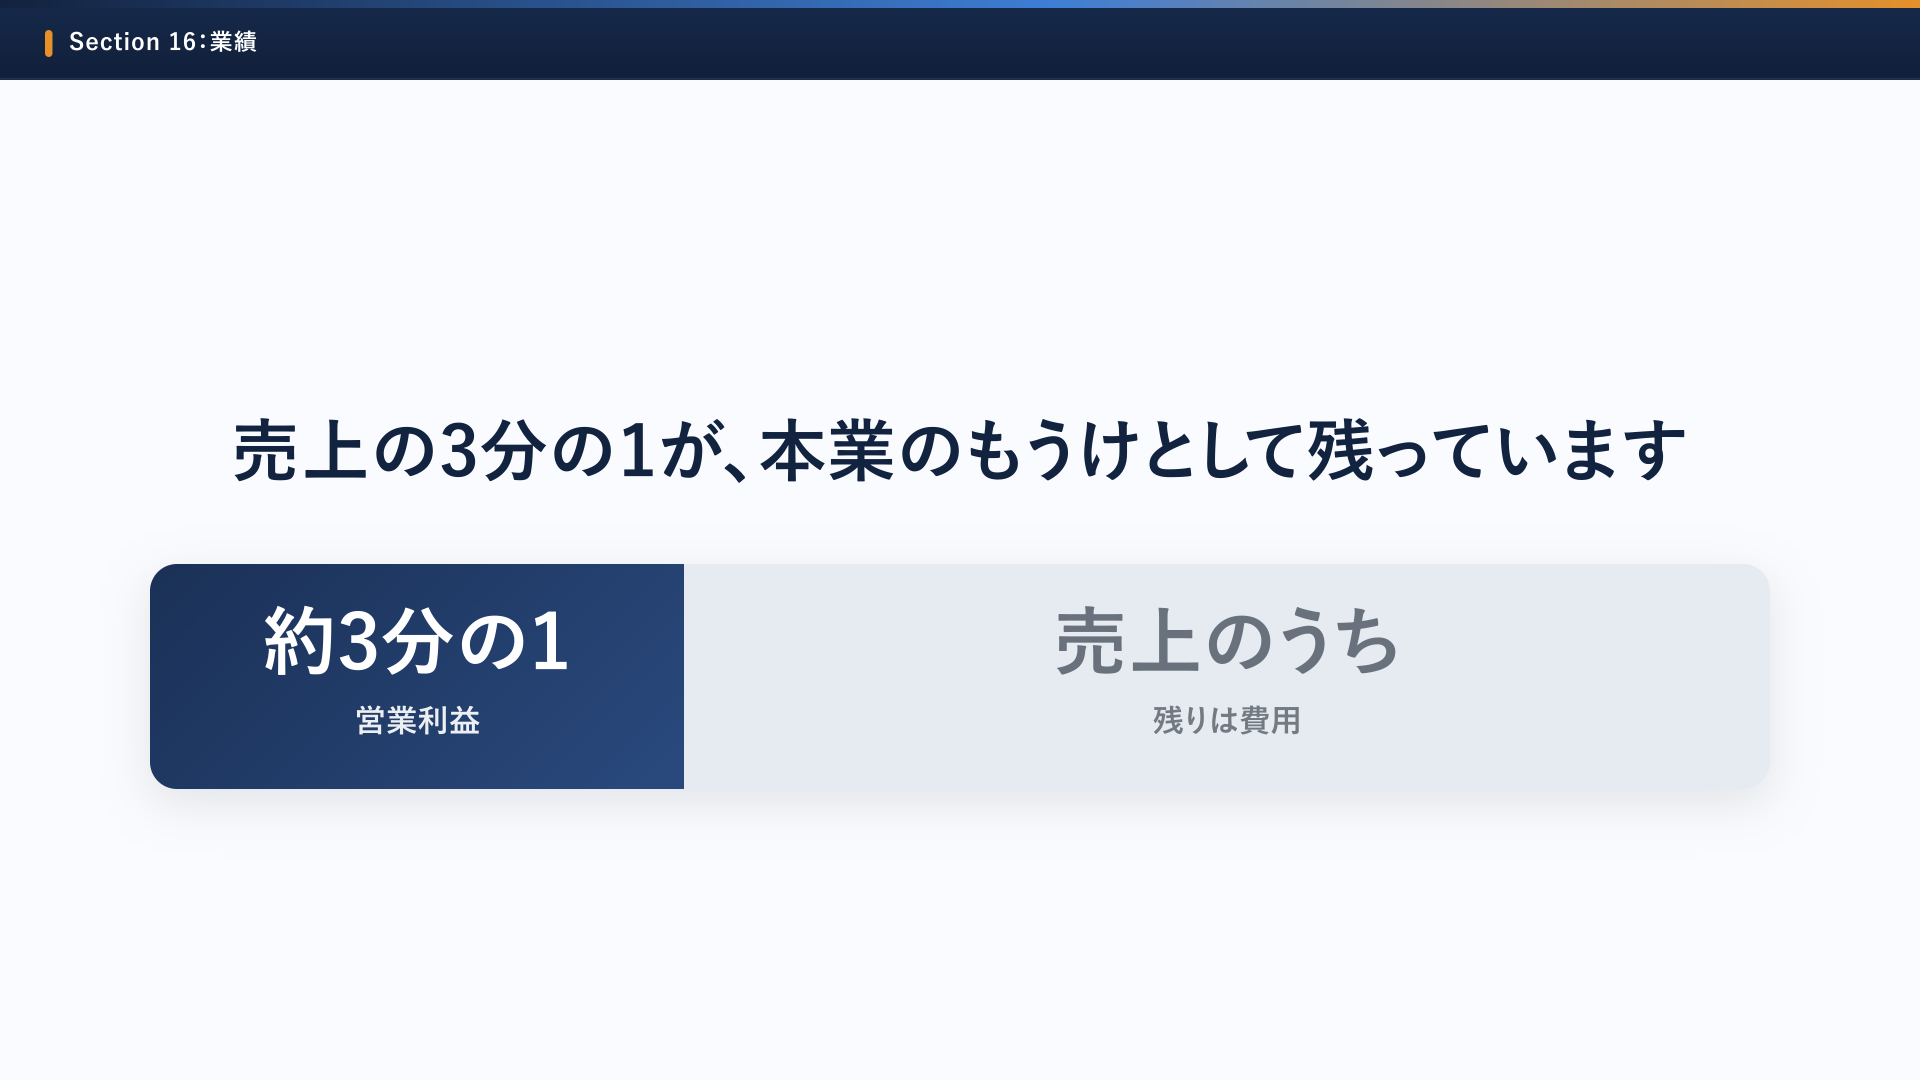 Section 16：業績
売上の3分の1が、本業のもうけとして残っています
約3分の1
営業利益
売上のうち
残りは費用